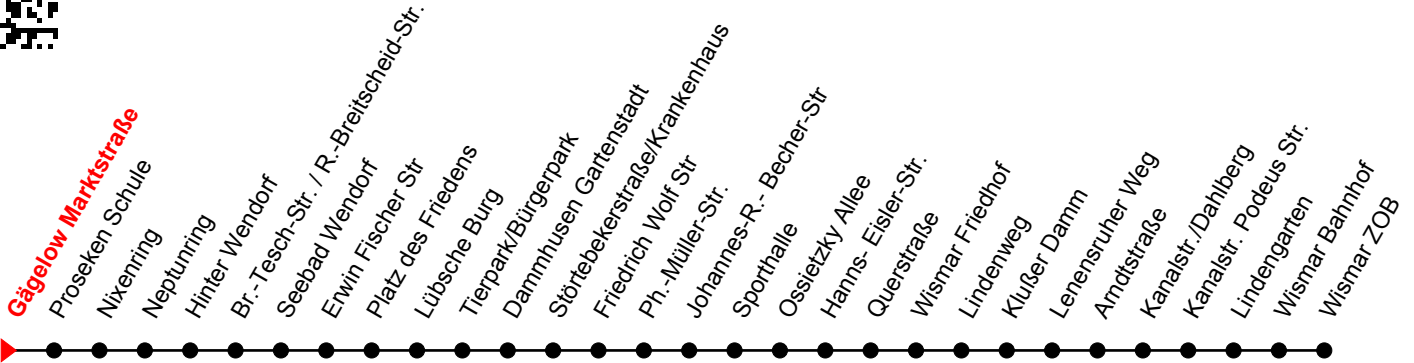 Gägelow Marktstraße
Proseken Schule
Nixenring
Neptunring
Hinter Wendorf
Br.-Tesch-Str. / R.-Breitscheid-Str.
Seebad Wendorf
Erwin Fischer Str
Platz des Friedens
Lübsche Burg
Tierpark/Bürgerpark
Dammhusen Gartenstadt
Störtebekerstraße/Krankenhaus
Friedrich Wolf Str
Ph.-Müller-Str.
Johannes-R.- Becher-Str
Sporthalle
Ossietzky Allee
Hanns- Eisler-Str.
Querstraße
Wismar Friedhof
Lindenweg
Klußer Damm
Lenensruher Weg
Arndtstraße
Kanalstr./Dahlberg
Kanalstr. Podeus Str.
Lindengarten
Wismar Bahnhof
Wismar ZOB